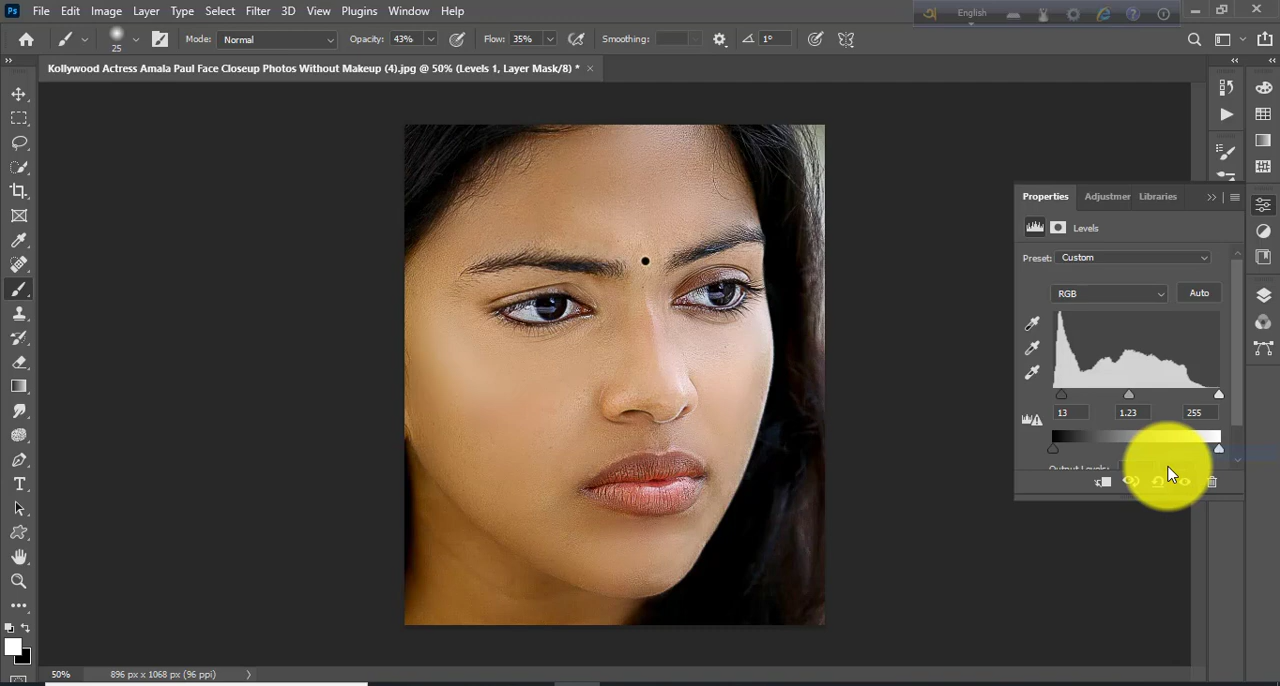 Ps File Edit Image Layer Type Select Filter 3D View Plugins Window Help
English
25 Mode: Normal Opacity: 43% Flow: 35% Smoothing: 1°
Kollywood Actress Amala Paul Face Closeup Photos Without Makeup (4).jpg @ 50% (Levels 1, Layer Mask/8) *
Properties Adjustmer Libraries
Levels
Preset: Custom
RGB Auto
13 1.23 255
Output Levels:
50% 896 px x 1068 px (96 ppi)